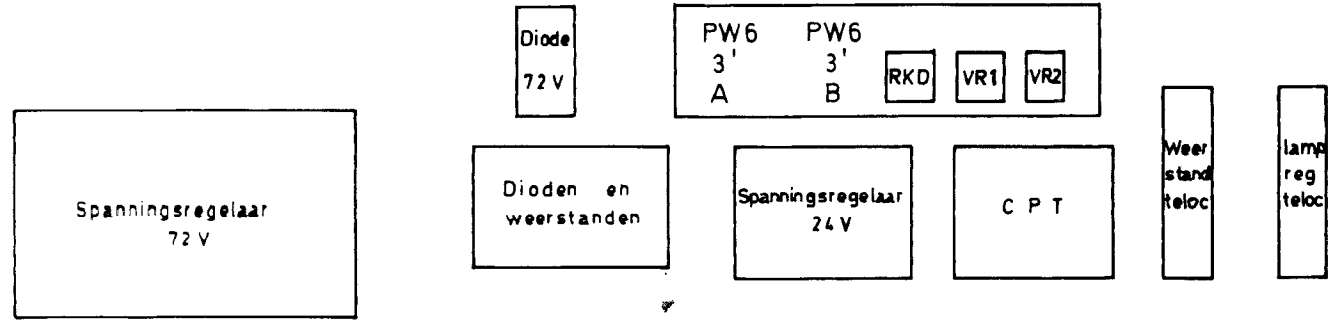 Diode
72 V
PW6
3'
A
PW6
3'
B
RKD
VR1
VR2
Spanningsregelaar
72 V
Dioden en
weerstanden
Spanningsregelaar
24 V
C P T
Weer
stand
teloc
lamp
reg
teloc